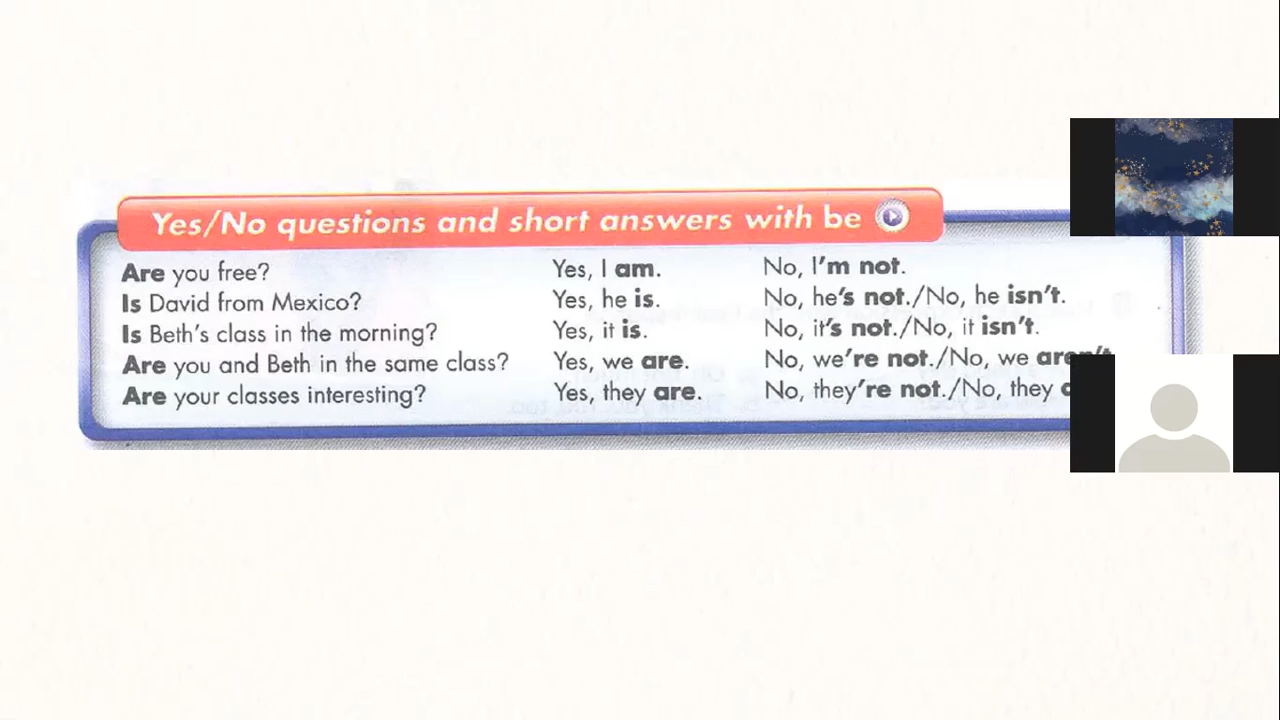 Yes/No questions and short answers with be
Are you free? Yes, I am. No, I'm not.
Is David from Mexico? Yes, he is. No, he's not./No, he isn't.
Is Beth's class in the morning? Yes, it is. No, it's not./No, it isn't.
Are you and Beth in the same class? Yes, we are. No, we're not./No, we aren't
Are your classes interesting? Yes, they are. No, they're not./No, they